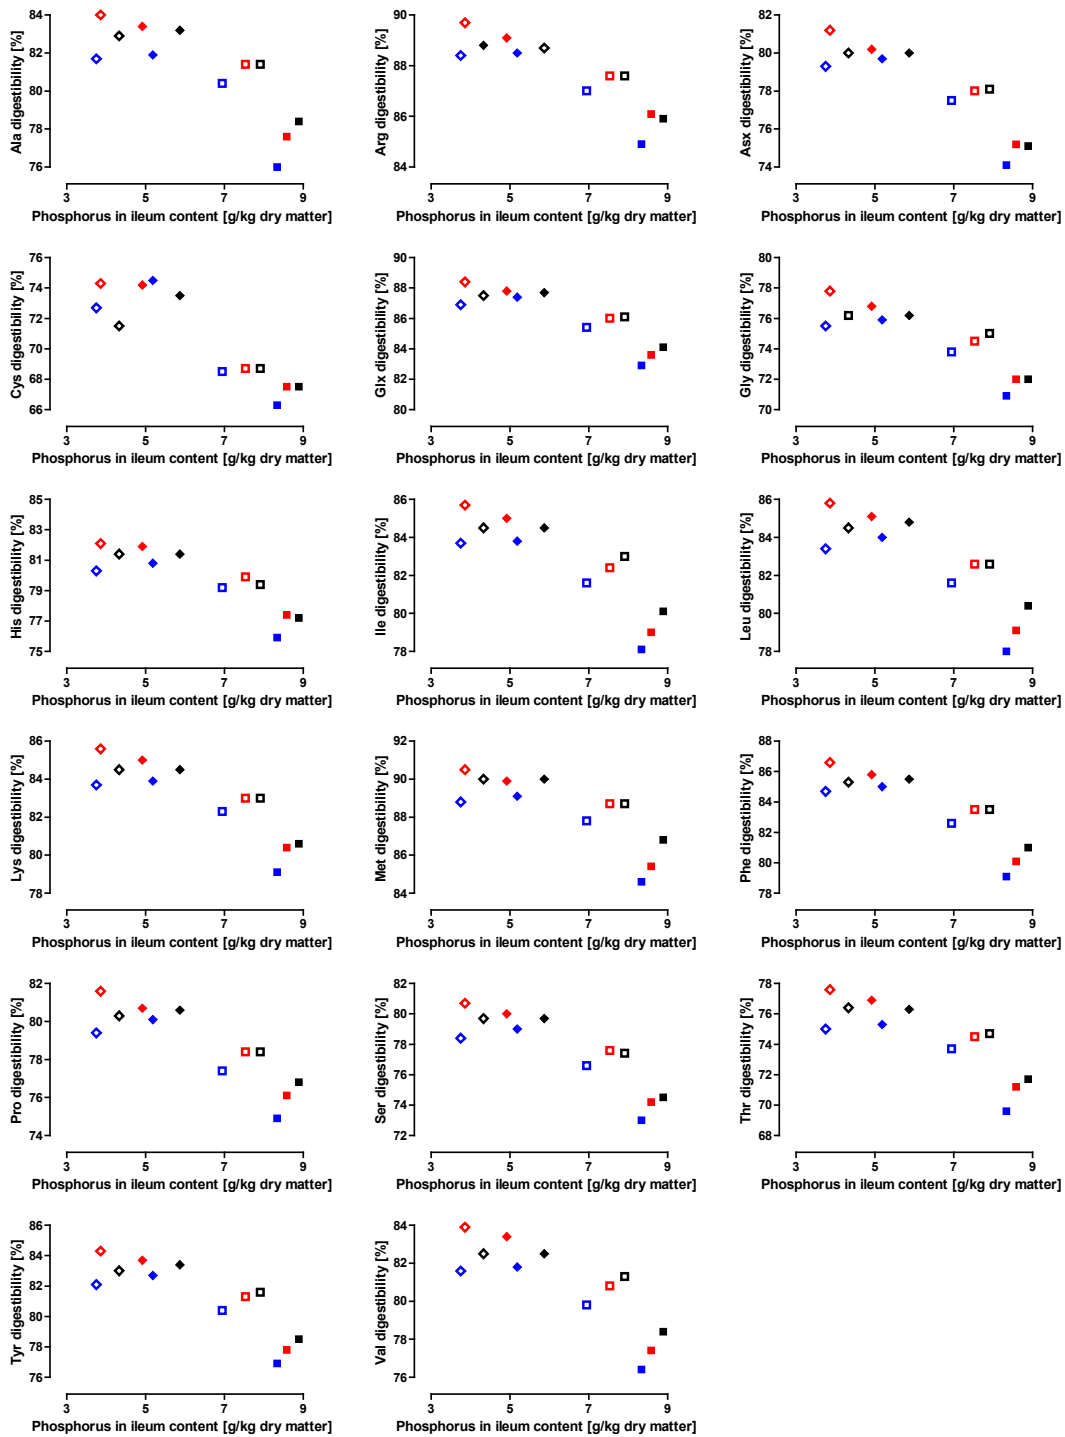 84
82
80
78
76
Ala digestibility [%]
3 5 7 9
Phosphorus in ileum content [g/kg dry matter]
90
88
86
84
Arg digestibility [%]
3 5 7 9
Phosphorus in ileum content [g/kg dry matter]
82
80
78
76
74
Asx digestibility [%]
3 5 7 9
Phosphorus in ileum content [g/kg dry matter]
76
74
72
70
68
66
Cys digestibility [%]
3 5 7 9
Phosphorus in ileum content [g/kg dry matter]
90
88
86
84
82
80
Glx digestibility [%]
3 5 7 9
Phosphorus in ileum content [g/kg dry matter]
80
78
76
74
72
70
Gly digestibility [%]
3 5 7 9
Phosphorus in ileum content [g/kg dry matter]
85
83
81
79
77
75
His digestibility [%]
3 5 7 9
Phosphorus in ileum content [g/kg dry matter]
86
84
82
80
78
Ile digestibility [%]
3 5 7 9
Phosphorus in ileum content [g/kg dry matter]
86
84
82
80
78
Leu digestibility [%]
3 5 7 9
Phosphorus in ileum content [g/kg dry matter]
86
84
82
80
78
Lys digestibility [%]
3 5 7 9
Phosphorus in ileum content [g/kg dry matter]
92
90
88
86
84
Met digestibility [%]
3 5 7 9
Phosphorus in ileum content [g/kg dry matter]
88
86
84
82
80
78
Phe digestibility [%]
3 5 7 9
Phosphorus in ileum content [g/kg dry matter]
82
80
78
76
74
Pro digestibility [%]
3 5 7 9
Phosphorus in ileum content [g/kg dry matter]
82
80
78
76
74
72
Ser digestibility [%]
3 5 7 9
Phosphorus in ileum content [g/kg dry matter]
78
76
74
72
70
68
Thr digestibility [%]
3 5 7 9
Phosphorus in ileum content [g/kg dry matter]
86
84
82
80
78
76
Tyr digestibility [%]
3 5 7 9
Phosphorus in ileum content [g/kg dry matter]
84
82
80
78
76
Val digestibility [%]
3 5 7 9
Phosphorus in ileum content [g/kg dry matter]